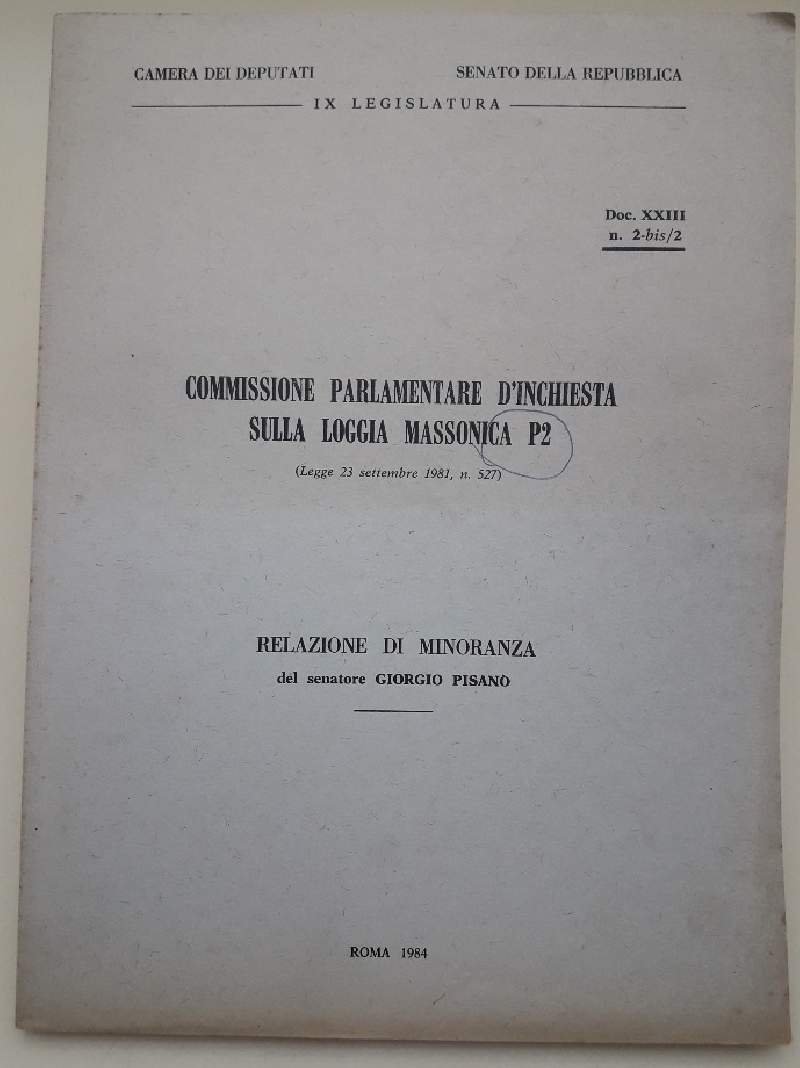 CAMERA DEI DEPUTATI SENATO DELLA REPUBBLICA
IX LEGISLATURA
Doc. XXIII
n. 2-bis/2
COMMISSIONE PARLAMENTARE D'INCHIESTA
SULLA LOGGIA MASSONICA P2
(Legge 23 settembre 1981, n. 527)
RELAZIONE DI MINORANZA
del senatore GIORGIO PISANO
ROMA 1984